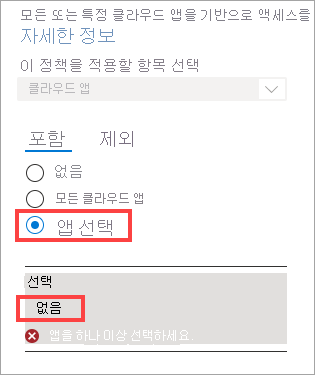 모든 또는 특정 클라우드 앱을 기반으로 액세스를
자세한 정보
이 정책을 적용할 항목 선택
클라우드 앱
포함 제외
없음
모든 클라우드 앱
앱 선택
선택
없음
앱을 하나 이상 선택하세요.